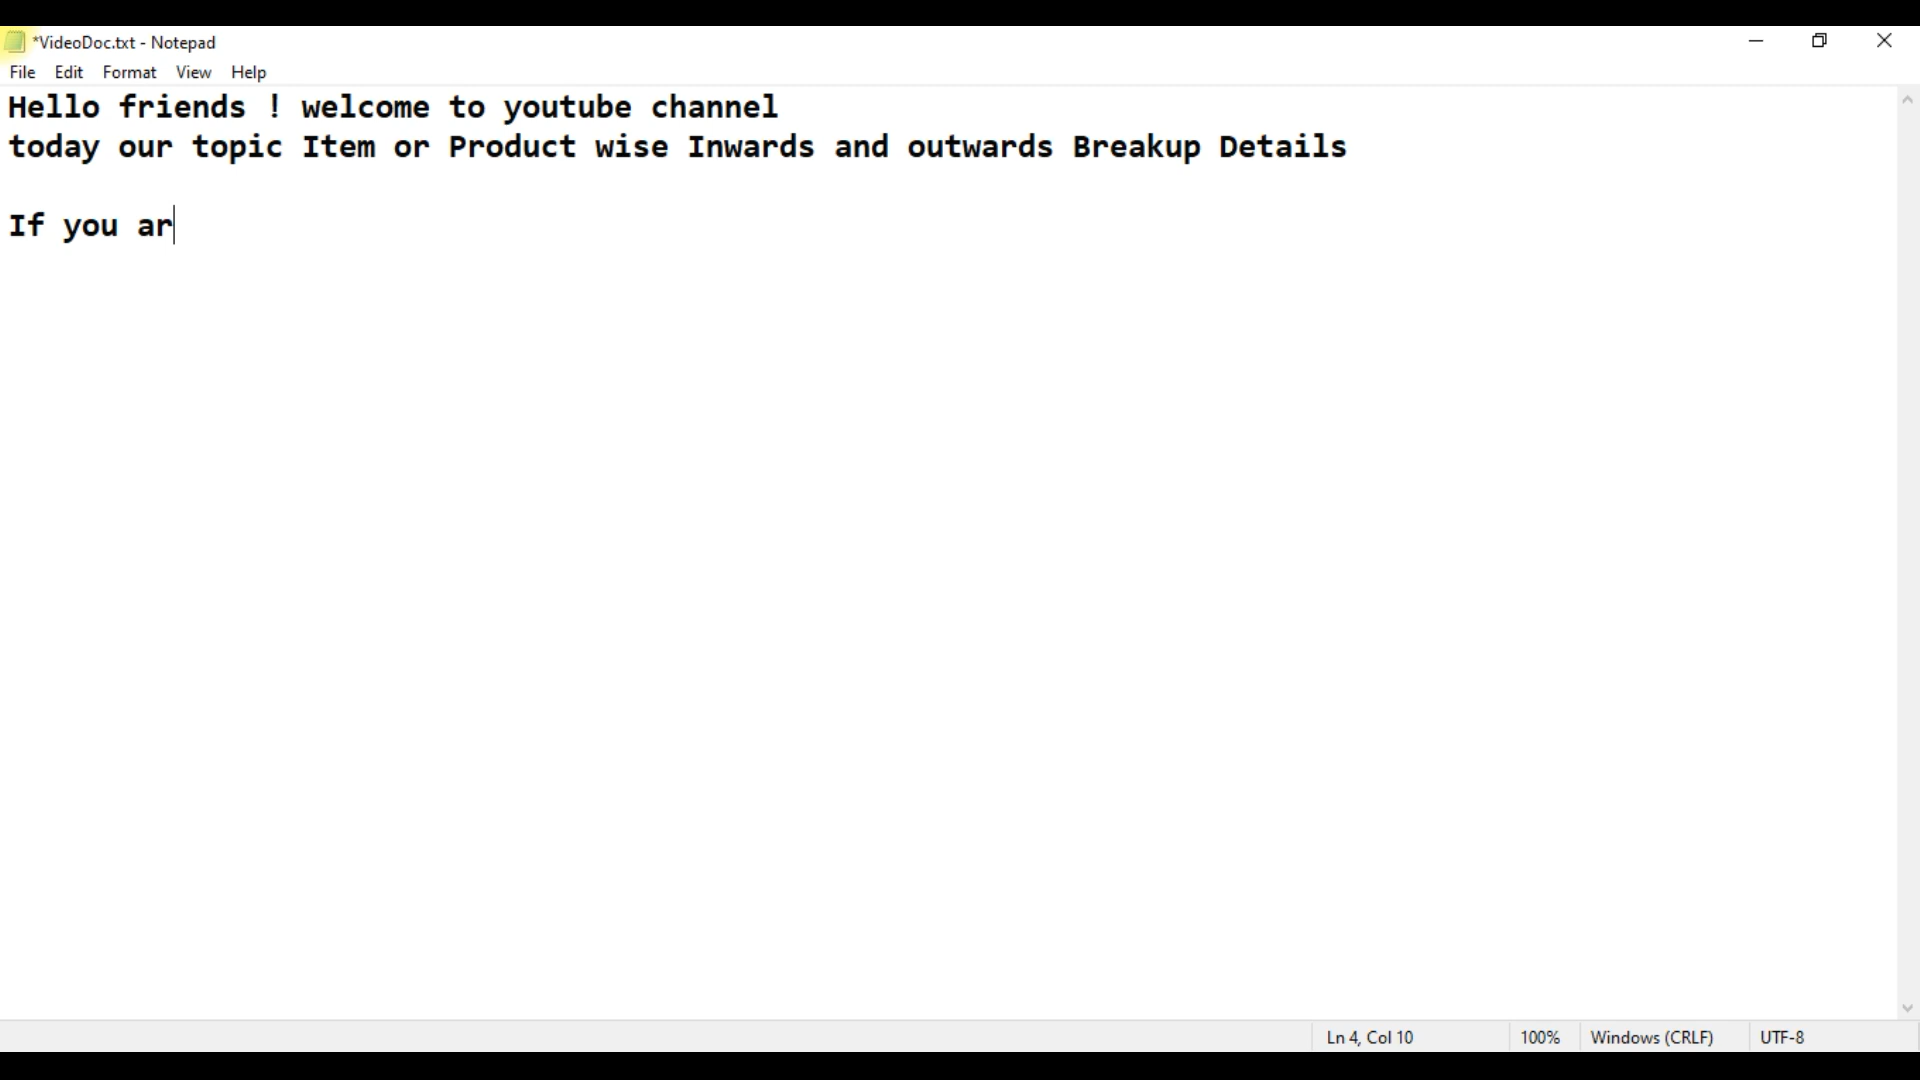 *VideoDoc.txt - Notepad
File Edit Format View Help
Hello friends ! welcome to youtube channel
today our topic Item or Product wise Inwards and outwards Breakup Details
If you ar
Ln 4, Col 10 100% Windows (CRLF) UTF-8